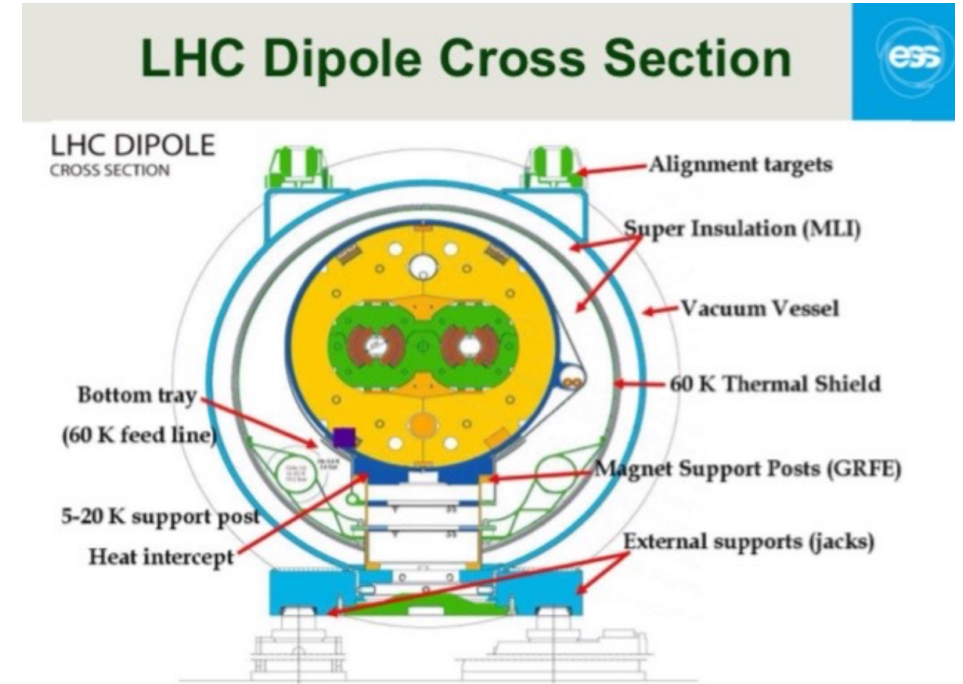 LHC Dipole Cross Section
ess
LHC DIPOLE
CROSS SECTION
Alignment targets
Super Insulation (MLI)
Vacuum Vessel
60 K Thermal Shield
Bottom tray
(60 K feed line)
Magnet Support Posts (GRFE)
5-20 K support post
Heat intercept
External supports (jacks)